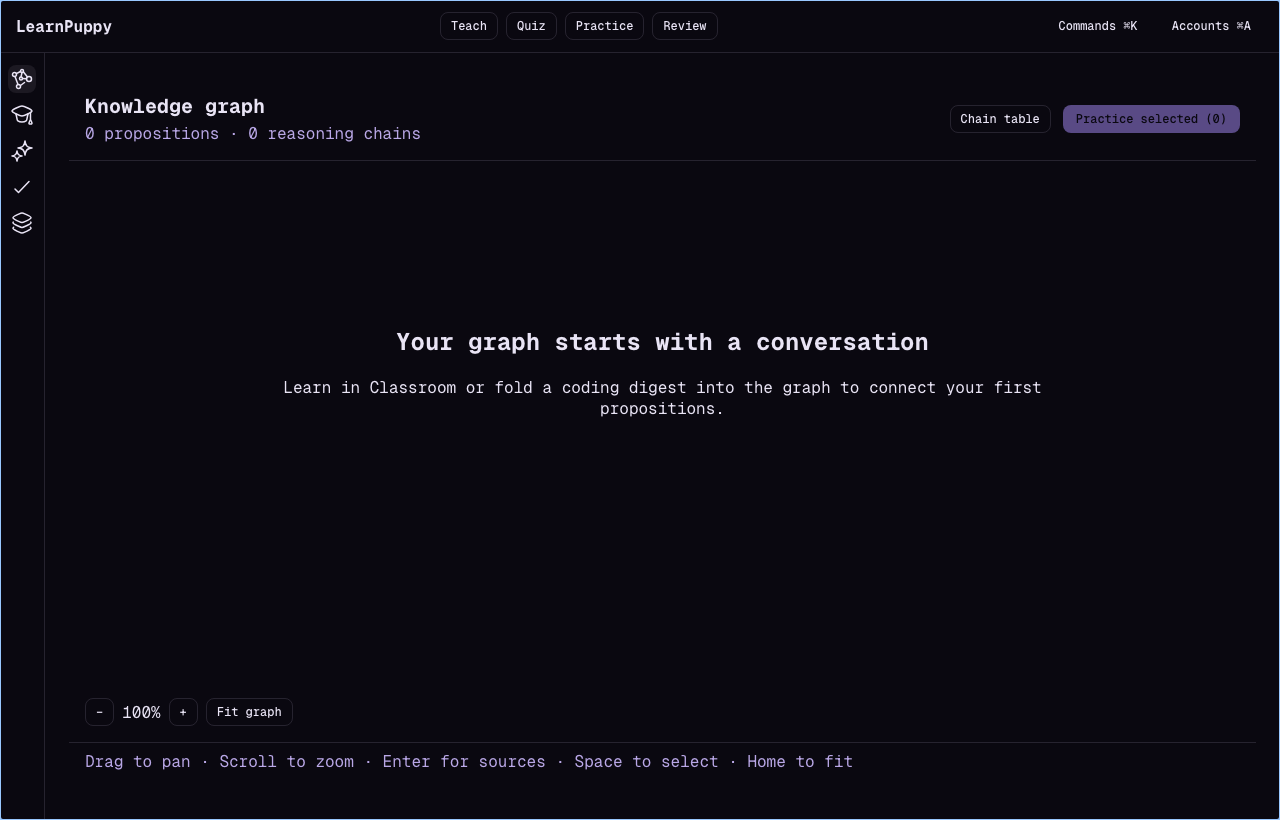 LearnPuppy
Teach
Quiz
Practice
Review
Commands ⌘K
Accounts ⌘A
Knowledge graph
0 propositions · 0 reasoning chains
Chain table
Practice selected (0)
Your graph starts with a conversation
Learn in Classroom or fold a coding digest into the graph to connect your first
propositions.
−
100%
+
Fit graph
Drag to pan · Scroll to zoom · Enter for sources · Space to select · Home to fit